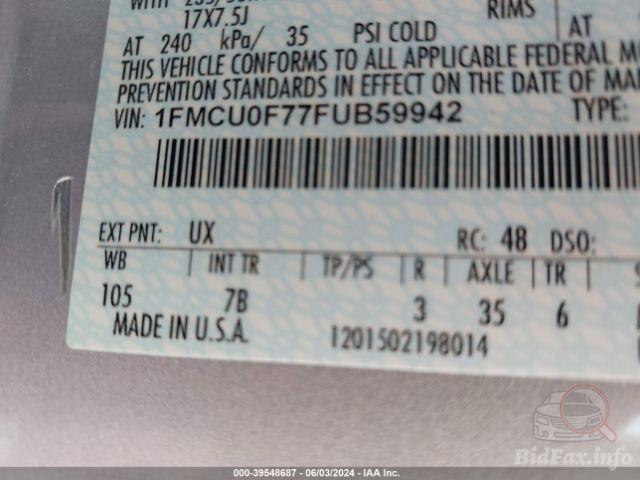 WITH
17X7.5J
RIMS
AT 240 kPa/ 35 PSI COLD
AT
THIS VEHICLE CONFORMS TO ALL APPLICABLE FEDERAL M
PREVENTION STANDARDS IN EFFECT ON THE DATE OF MA
VIN: 1FMCU0F77FUB59942 TYPE:
EXT PNT: UX RC: 48 DSO:
WB INT TR TP/PS R AXLE TR S
105 7B 3 35 6
MADE IN U.S.A. 1201502198014
BidFax.info
000-39548687 - 06/03/2024 - IAA Inc.